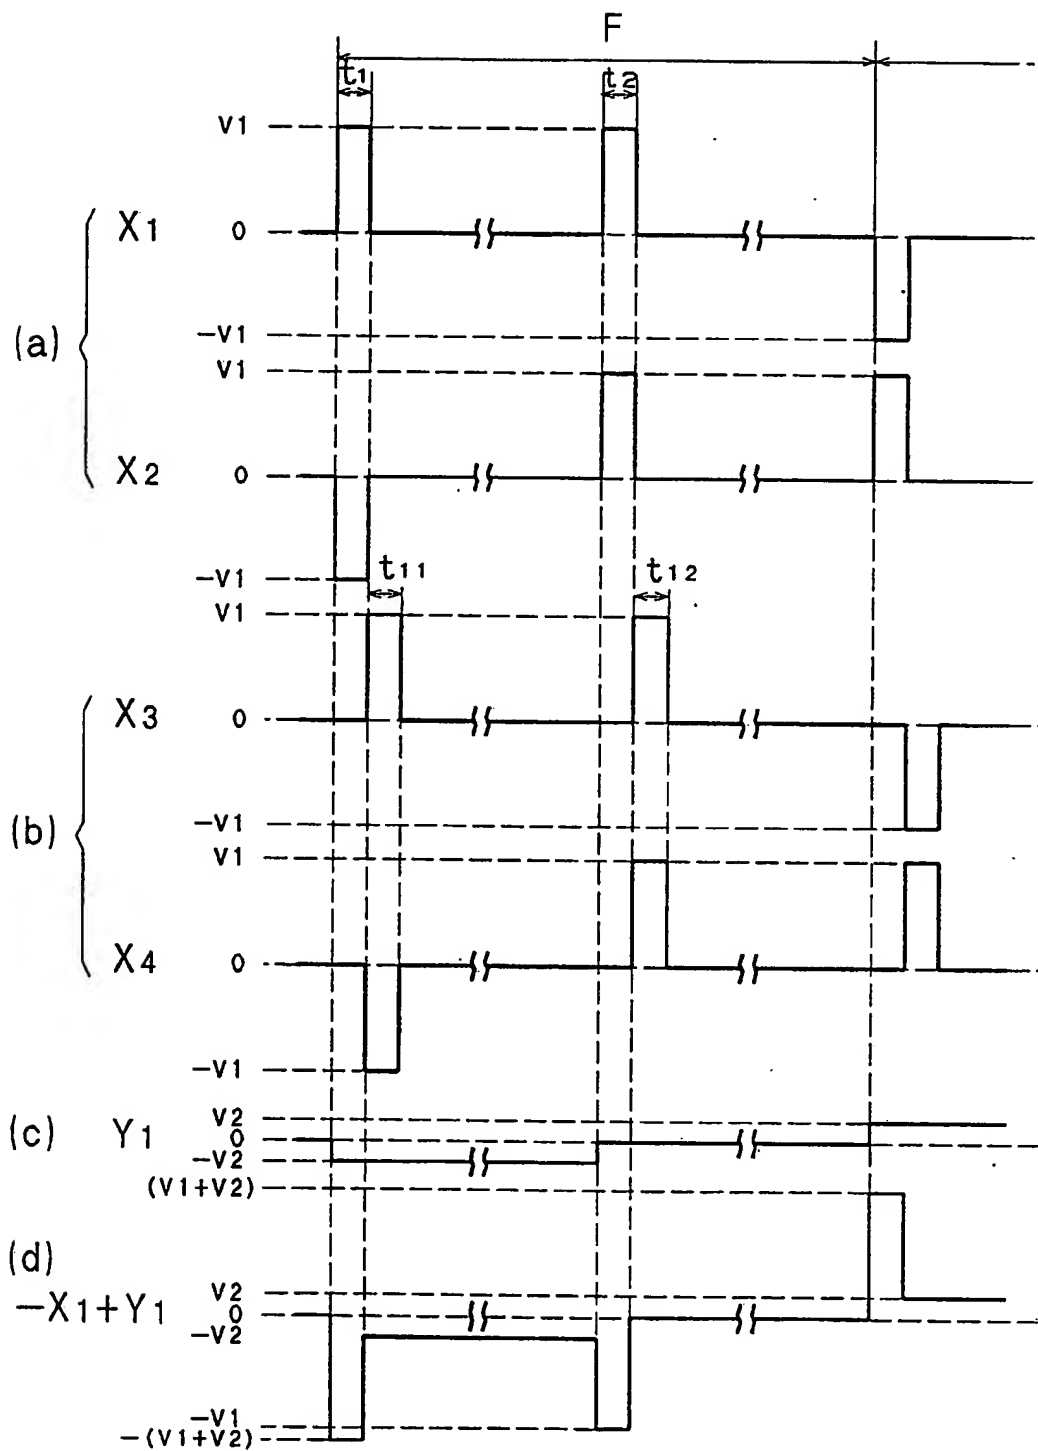 F
t1 t2
V1
X1 0
-V1
(a)
V1
X2 0
-V1
t11 t12
V1
X3 0
-V1
(b)
V1
X4 0
-V1
(c) Y1
V2
0
-V2
(V1+V2)
(d)
-X1+Y1
V2
0
-V2
-V1
-(V1+V2)